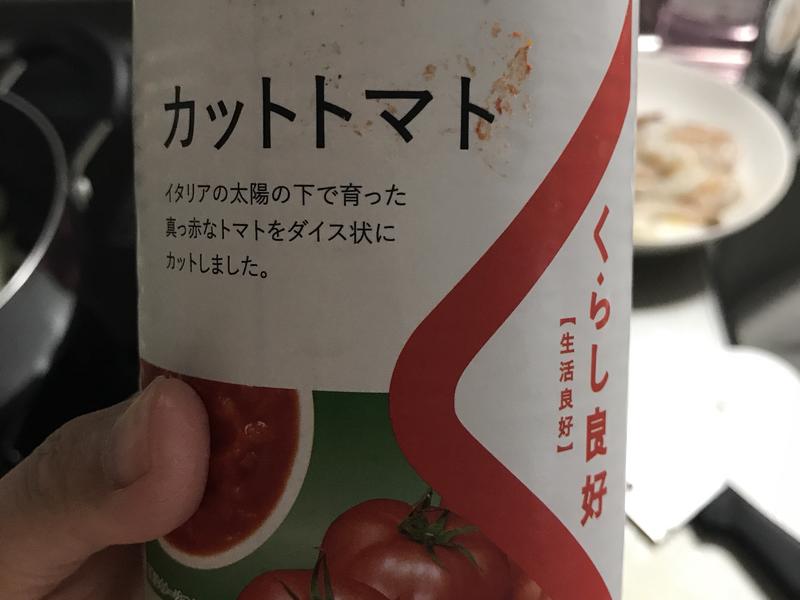 カットトマト
イタリアの太陽の下で育った
真っ赤なトマトをダイス状に
カットしました。
くらし良好
【生活良好】